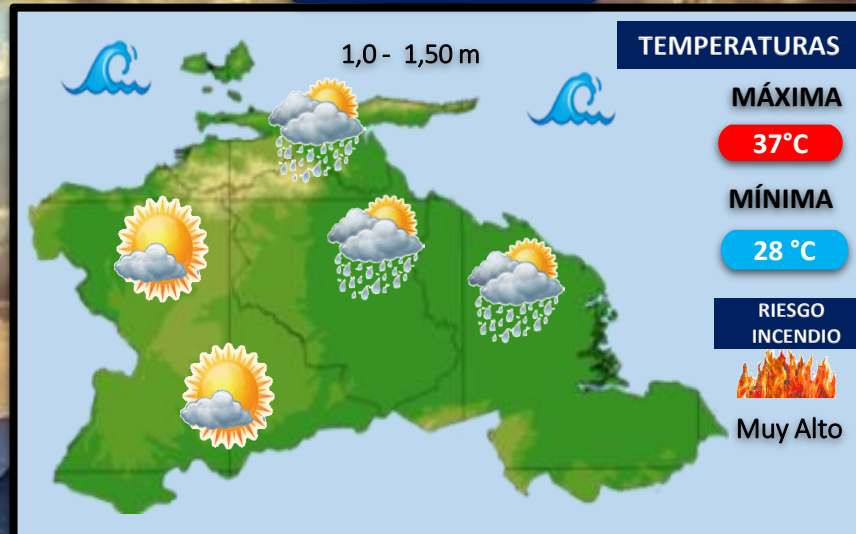 1,0 - 1,50 m
TEMPERATURAS
MÁXIMA
37°C
MÍNIMA
28 °C
RIESGO
INCENDIO
Muy Alto